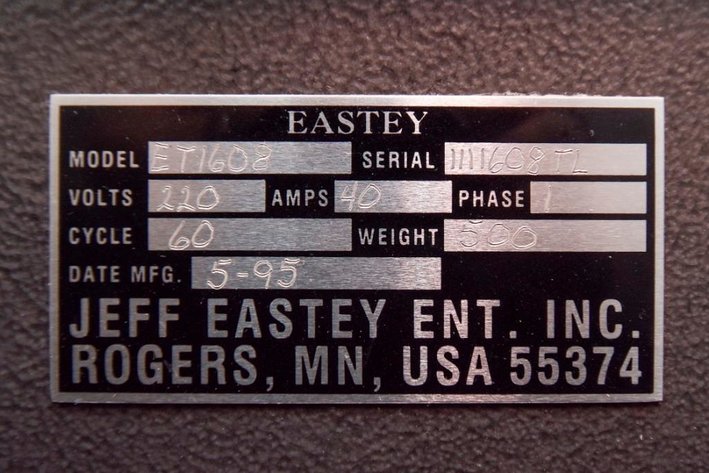 EASTEY
MODEL ET1608 SERIAL 1111608TL
VOLTS 220 AMPS 40 PHASE 1
CYCLE 60 WEIGHT 500
DATE MFG. 5-95
JEFF EASTEY ENT. INC.
ROGERS, MN, USA 55374